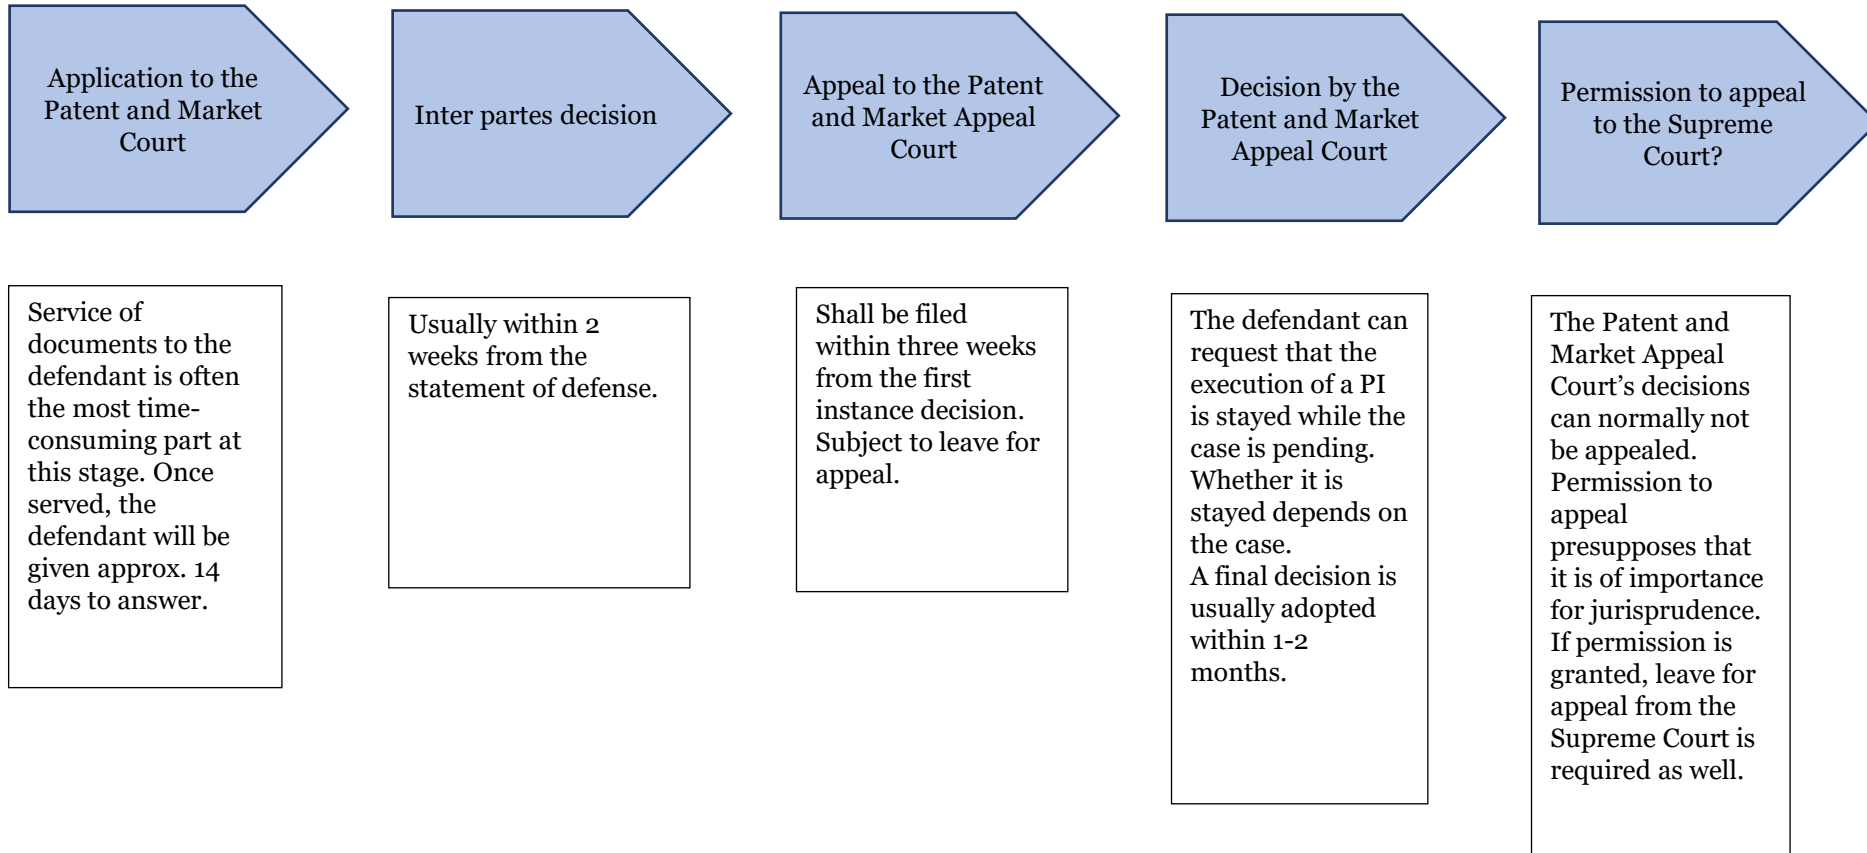 Application to the
Patent and Market
Court
Inter partes decision
Appeal to the Patent
and Market Appeal
Court
Decision by the
Patent and Market
Appeal Court
Permission to appeal
to the Supreme
Court?
Service of
documents to the
defendant is often
the most time-
consuming part at
this stage. Once
served, the
defendant will be
given approx. 14
days to answer.
Usually within 2
weeks from the
statement of defense.
Shall be filed
within three weeks
from the first
instance decision.
Subject to leave for
appeal.
The defendant can
request that the
execution of a PI
is stayed while the
case is pending.
Whether it is
stayed depends on
the case.
A final decision is
usually adopted
within 1-2
months.
The Patent and
Market Appeal
Court’s decisions
can normally not
be appealed.
Permission to
appeal
presupposes that
it is of importance
for jurisprudence.
If permission is
granted, leave for
appeal from the
Supreme Court is
required as well.